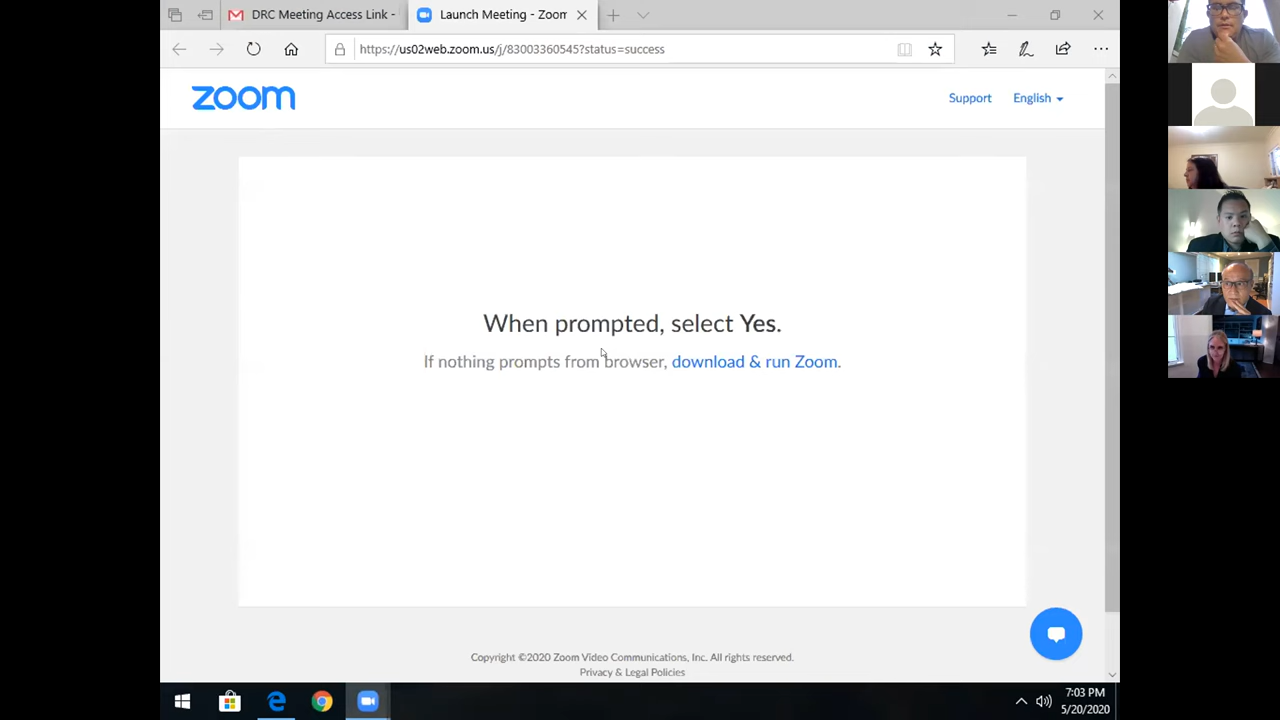 DRC Meeting Access Link -
Launch Meeting - Zoom
https://us02web.zoom.us/j/83003360545?status=success
zoom
Support
English
When prompted, select Yes.
If nothing prompts from browser, download & run Zoom.
Copyright ©2020 Zoom Video Communications, Inc. All rights reserved.
Privacy & Legal Policies
7:03 PM
5/20/2020